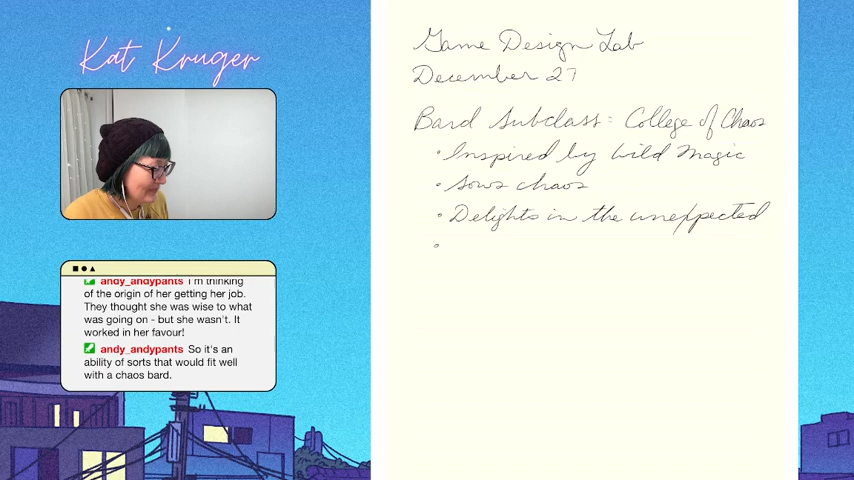 Kat Kruger
andy_andypants I'm thinking
of the origin of her getting her job.
They thought she was wise to what
was going on - but she wasn't. It
worked in her favour!
andy_andypants So it's an
ability of sorts that would fit well
with a chaos bard.
Game Design Lab
December 27
Bard Subclass: College of Chaos
• Inspired by Wild Magic
• Sows chaos
• Delights in the unexpected
•